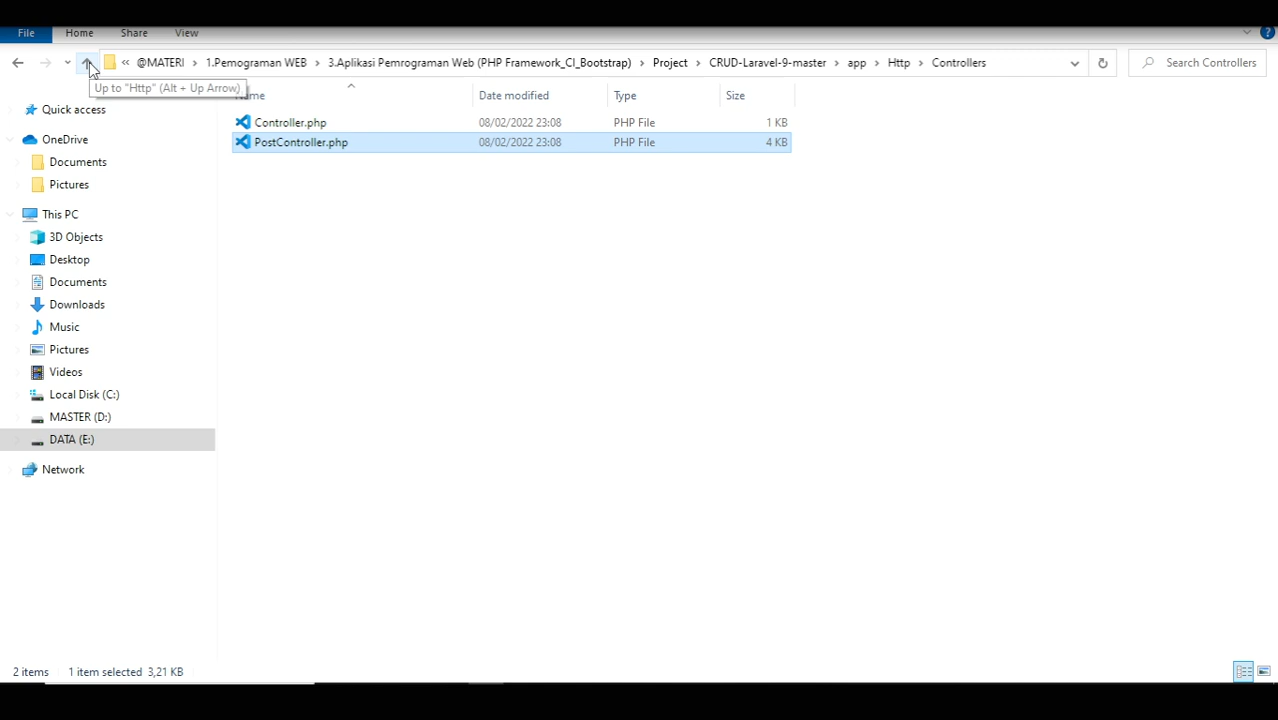 File Home Share View
« @MATERI › 1.Pemograman WEB › 3.Aplikasi Pemrograman Web (PHP Framework_CI_Bootstrap) › Project › CRUD-Laravel-9-master › app › Http › Controllers
Search Controllers
Up to "Http" (Alt + Up Arrow)
Date modified Type Size
Quick access
Controller.php 08/02/2022 23:08 PHP File 1 KB
OneDrive
PostController.php 08/02/2022 23:08 PHP File 4 KB
Documents
Pictures
This PC
3D Objects
Desktop
Documents
Downloads
Music
Pictures
Videos
Local Disk (C:)
MASTER (D:)
DATA (E:)
Network
2 items 1 item selected 3,21 KB